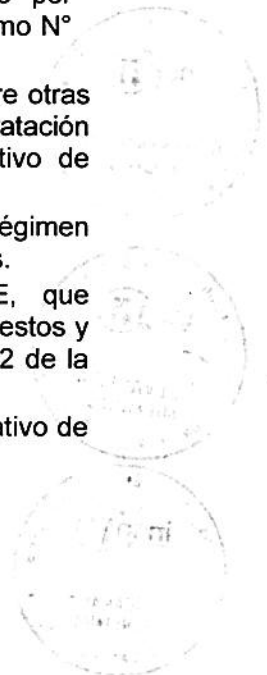 por
mo N°
re otras
atación
tivo de
égimen
s.
E, que
estos y
2 de la
ativo de